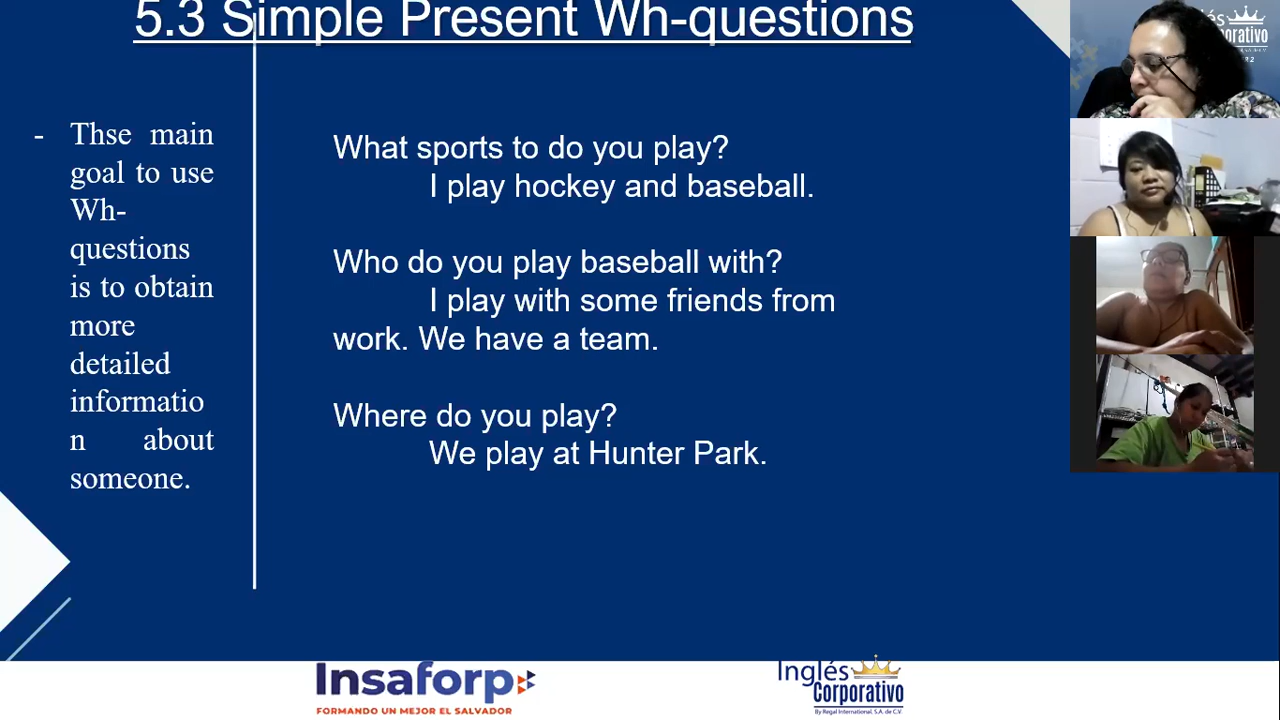 5.3 Simple Present Wh-questions
- Thse main
goal to use
Wh-
questions
is to obtain
more
detailed
informatio
n about
someone.
What sports to do you play?
I play hockey and baseball.
Who do you play baseball with?
I play with some friends from
work. We have a team.
Where do you play?
We play at Hunter Park.
Insaforp
FORMANDO UN MEJOR EL SALVADOR
Inglés
Corporativo
By Regal International, S.A. de C.V.